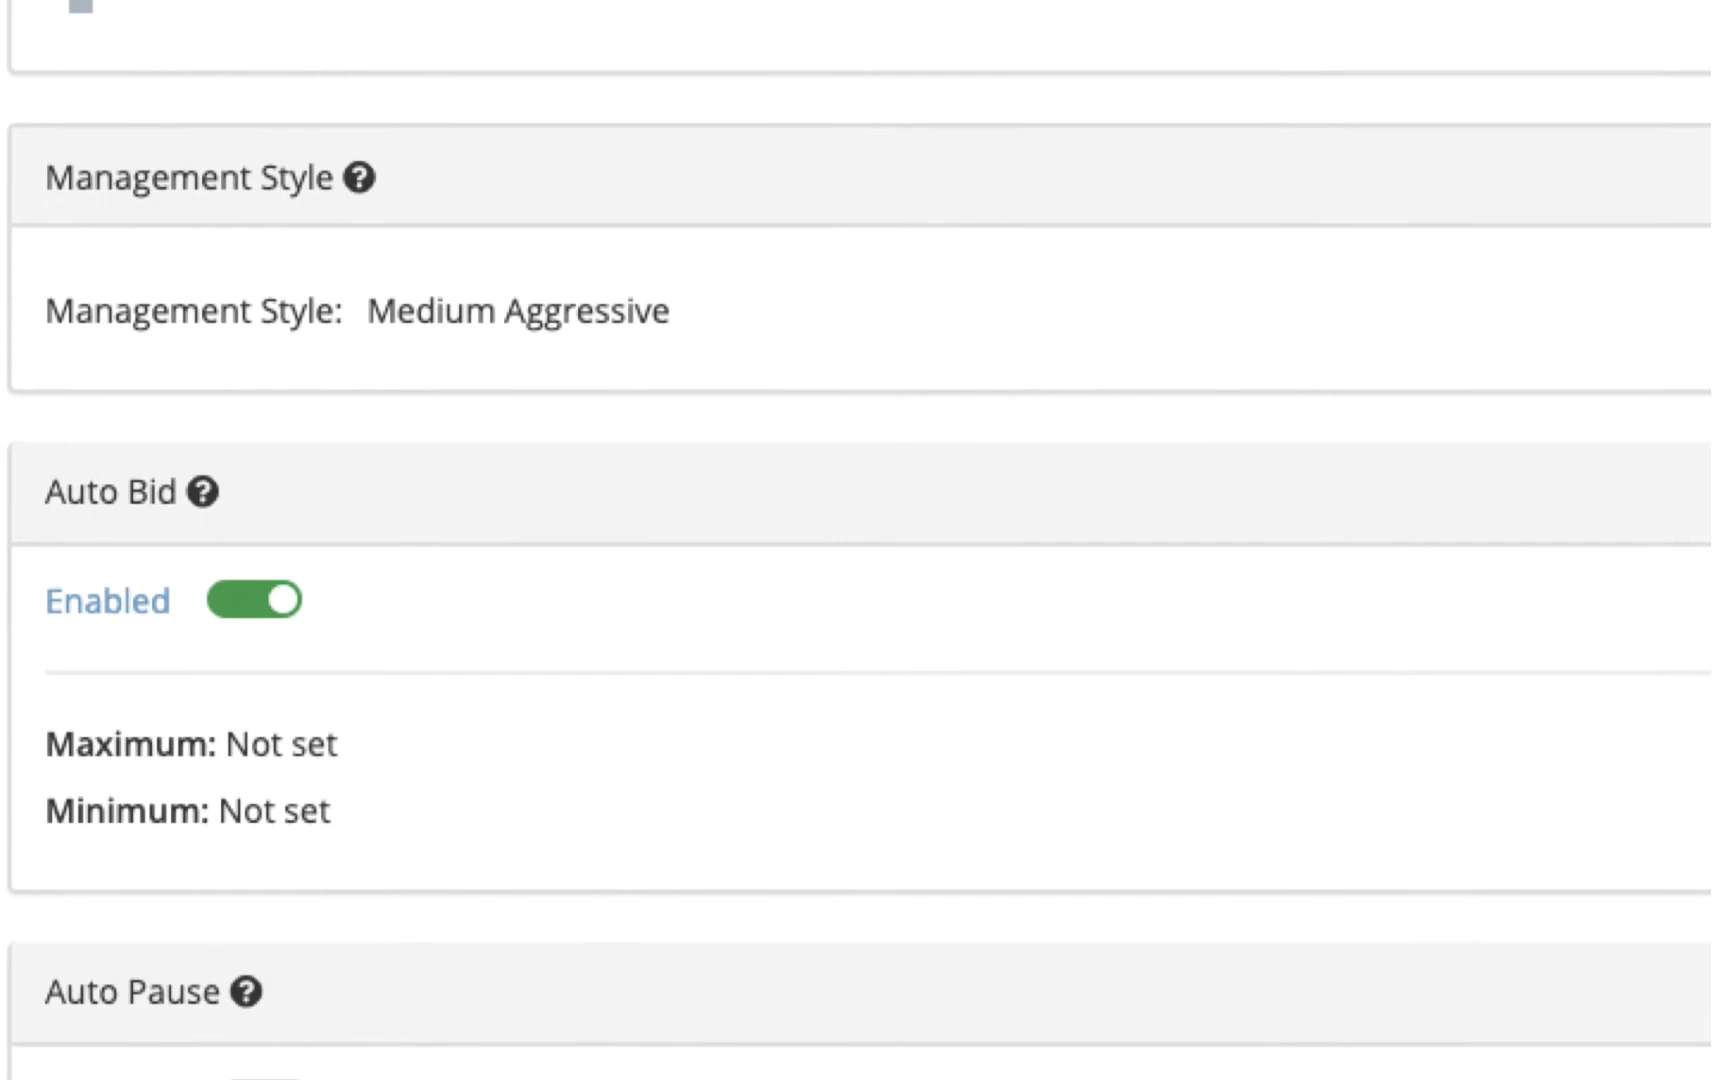 Management Style
Management Style: Medium Aggressive
Auto Bid
Enabled
Maximum: Not set
Minimum: Not set
Auto Pause